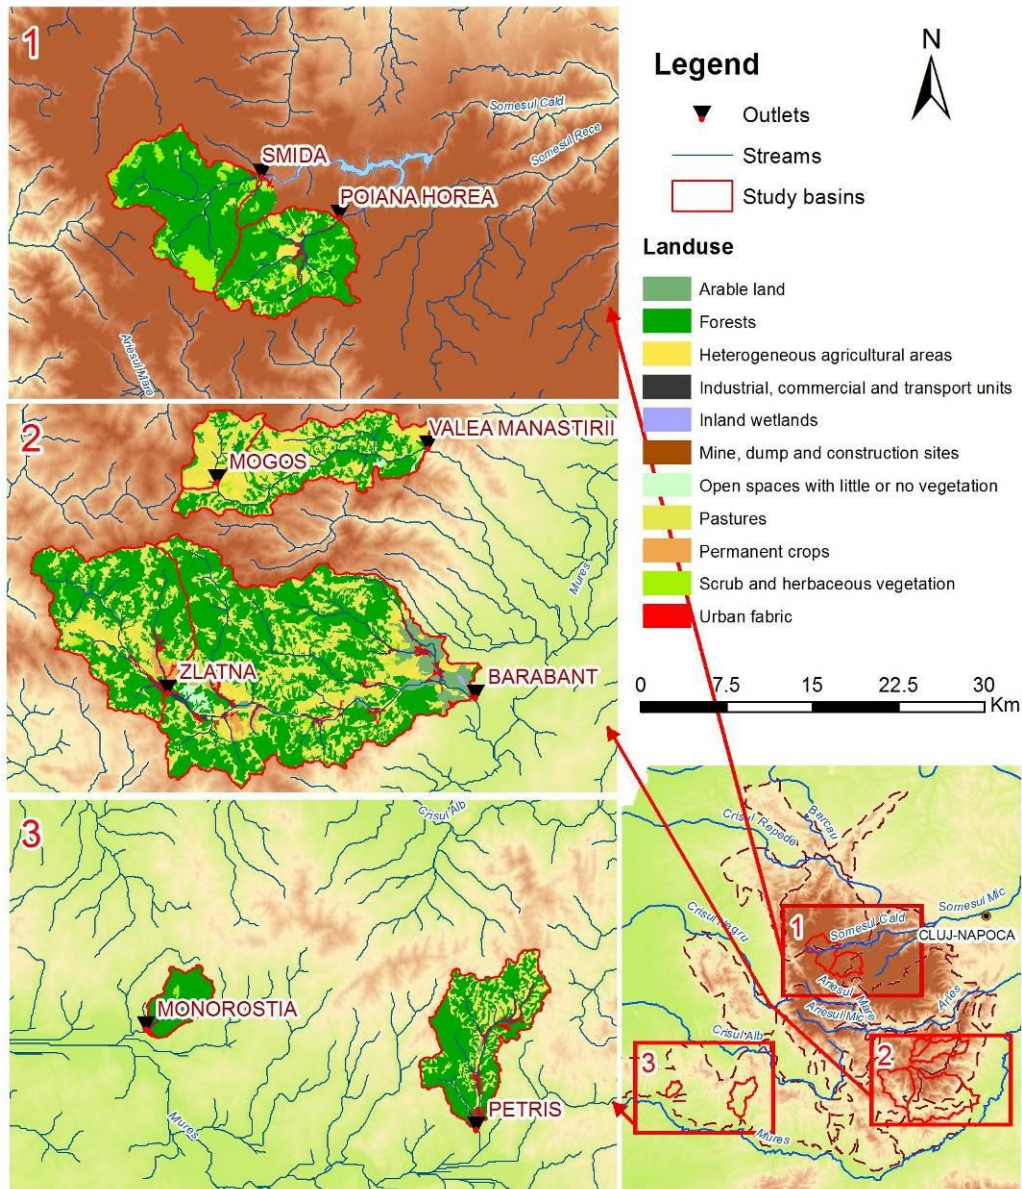 1
Somesul Cald
Somesul Rece
SMIDA
POIANA HOREA
Ariesul Mare
2
VALEA MANASTIRII
MOGOS
Mures
ZLATNA
BARABANT
3
Crisul Alb
MONOROSTIA
PETRIS
Mures
N
Legend
Outlets
Streams
Study basins
Landuse
Arable land
Forests
Heterogeneous agricultural areas
Industrial, commercial and transport units
Inland wetlands
Mine, dump and construction sites
Open spaces with little or no vegetation
Pastures
Permanent crops
Scrub and herbaceous vegetation
Urban fabric
0 7.5 15 22.5 30
Km
Barcau
Crisul Repede
Crisul Negru
Somesul Mic
1
Somesul Cald
CLUJ-NAPOCA
Ariesul Mare
Ariesul Mic
Aries
Crisul Alb
3
2
Mures